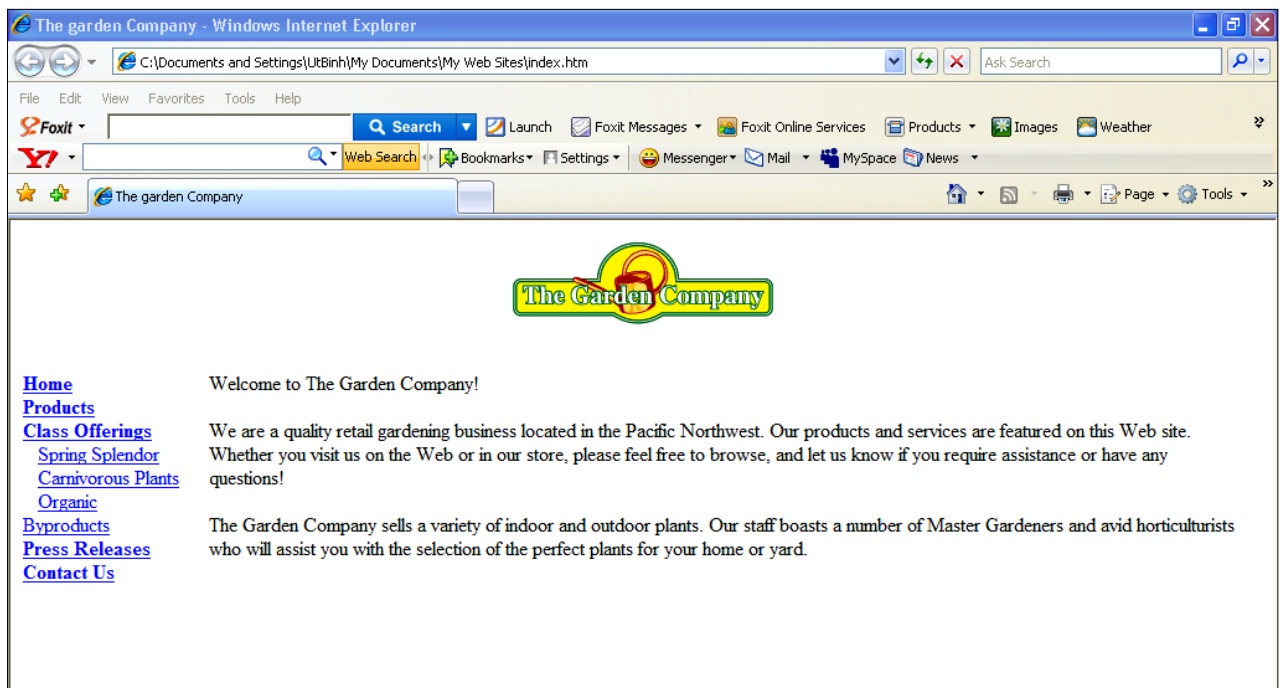 The garden Company - Windows Internet Explorer
C:\Documents and Settings\UtBinh\My Documents\My Web Sites\index.htm
Ask Search
File Edit View Favorites Tools Help
Foxit Search Launch Foxit Messages Foxit Online Services Products Images Weather
Y! Web Search Bookmarks Settings Messenger Mail MySpace News
The garden Company
Page Tools
The Garden Company
Home
Products
Class Offerings
Spring Splendor
Carnivorous Plants
Organic
Byproducts
Press Releases
Contact Us
Welcome to The Garden Company!
We are a quality retail gardening business located in the Pacific Northwest. Our products and services are featured on this Web site.
Whether you visit us on the Web or in our store, please feel free to browse, and let us know if you require assistance or have any
questions!
The Garden Company sells a variety of indoor and outdoor plants. Our staff boasts a number of Master Gardeners and avid horticulturists
who will assist you with the selection of the perfect plants for your home or yard.